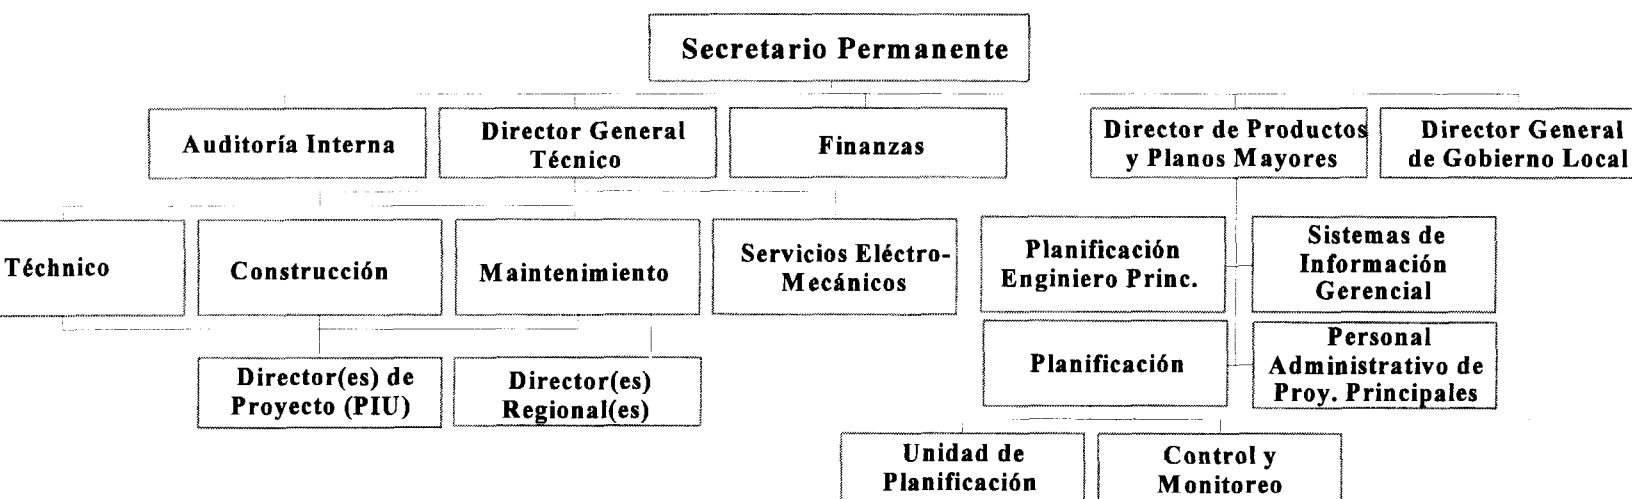 Secretario Permanente
Auditoría Interna
Director General
Técnico
Finanzas
Director de Productos
y Planos Mayores
Director General
de Gobierno Local
Téchnico
Construcción
Maintenimiento
Servicios Eléctro-
Mecánicos
Planificación
Enginiero Princ.
Sistemas de
Información
Gerencial
Planificación
Personal
Administrativo de
Proy. Principales
Director(es) de
Proyecto (PIU)
Director(es)
Regional(es)
Unidad de
Planificación
Control y
Monitoreo